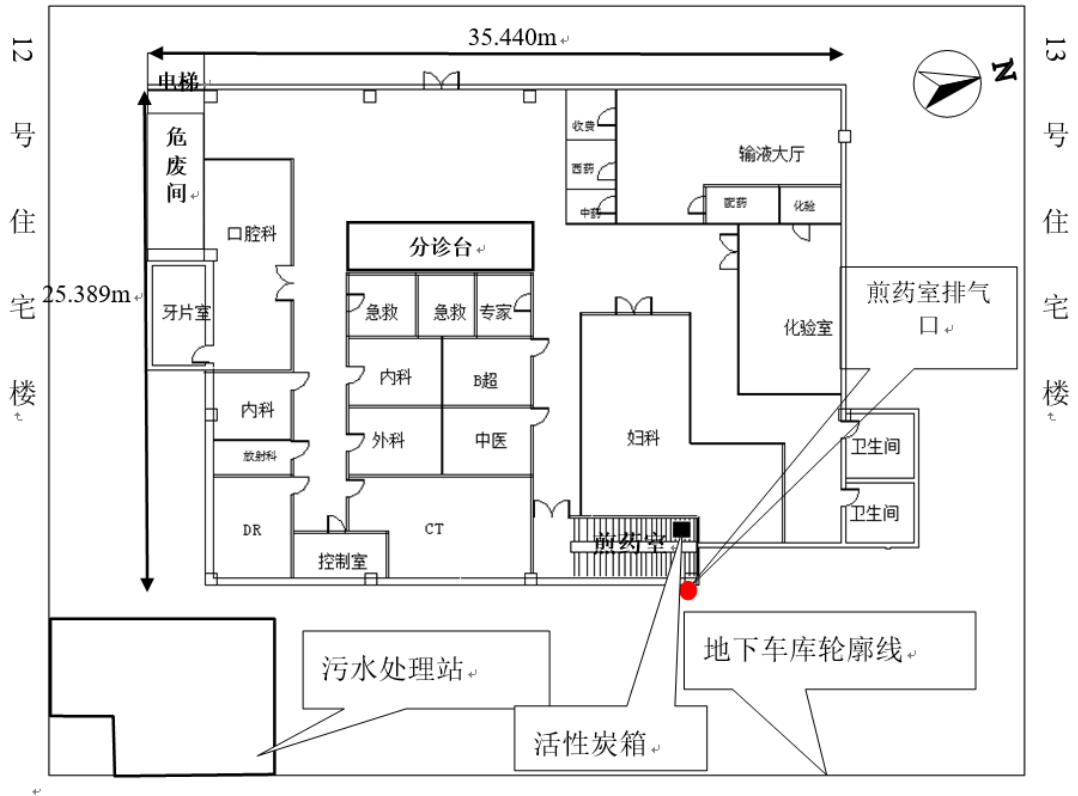 35.440m
N
12号住宅楼
13号住宅楼
电梯
危废间
收费
西药
中药
输液大厅
配药
化验
口腔科
分诊台
25.389m
牙片室
急救
急救
专家
化验室
煎药室排气
口
内科
B超
内科
外科
中医
妇科
卫生间
放射科
卫生间
DR
CT
控制室
煎药室
污水处理站
地下车库轮廓线
活性炭箱